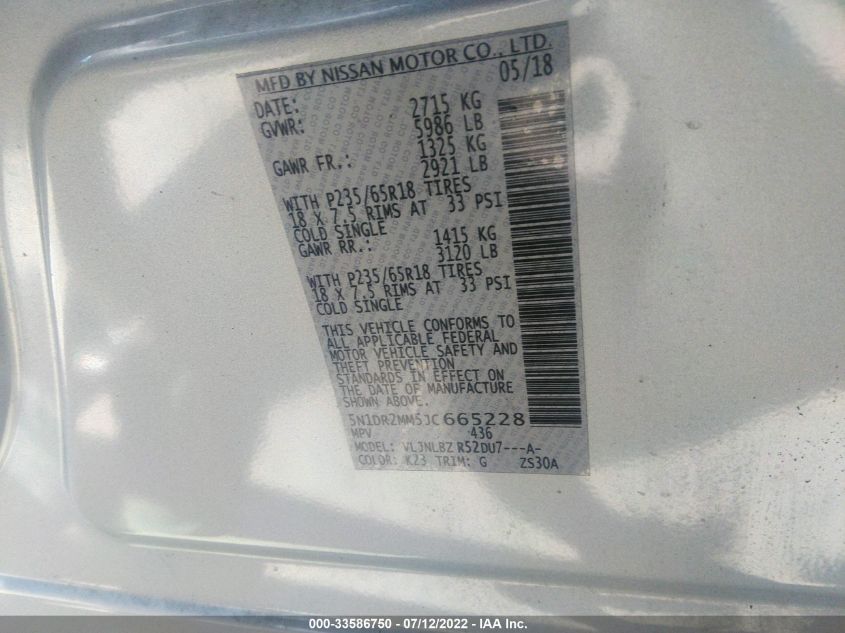 MFD BY NISSAN MOTOR CO., LTD.
DATE: 05/18
GVWR: 2715 KG
5986 LB
GAWR FR.: 1325 KG
2921 LB
WITH P235/65R18 TIRES
18 X 7.5 RIMS AT 33 PSI
COLD SINGLE
GAWR RR.: 1415 KG
3120 LB
WITH P235/65R18 TIRES
18 X 7.5 RIMS AT 33 PSI
COLD SINGLE
THIS VEHICLE CONFORMS TO
ALL APPLICABLE FEDERAL
MOTOR VEHICLE SAFETY AND
THEFT PREVENTION
STANDARDS IN EFFECT ON
THE DATE OF MANUFACTURE
SHOWN ABOVE.
5N1DR2MM5JC665228
MPV 436
MODEL: VLJNLBZ R52DU7---A-
COLOR: K23 TRIM: G ZS30A
000-33586750 - 07/12/2022 - IAA Inc.